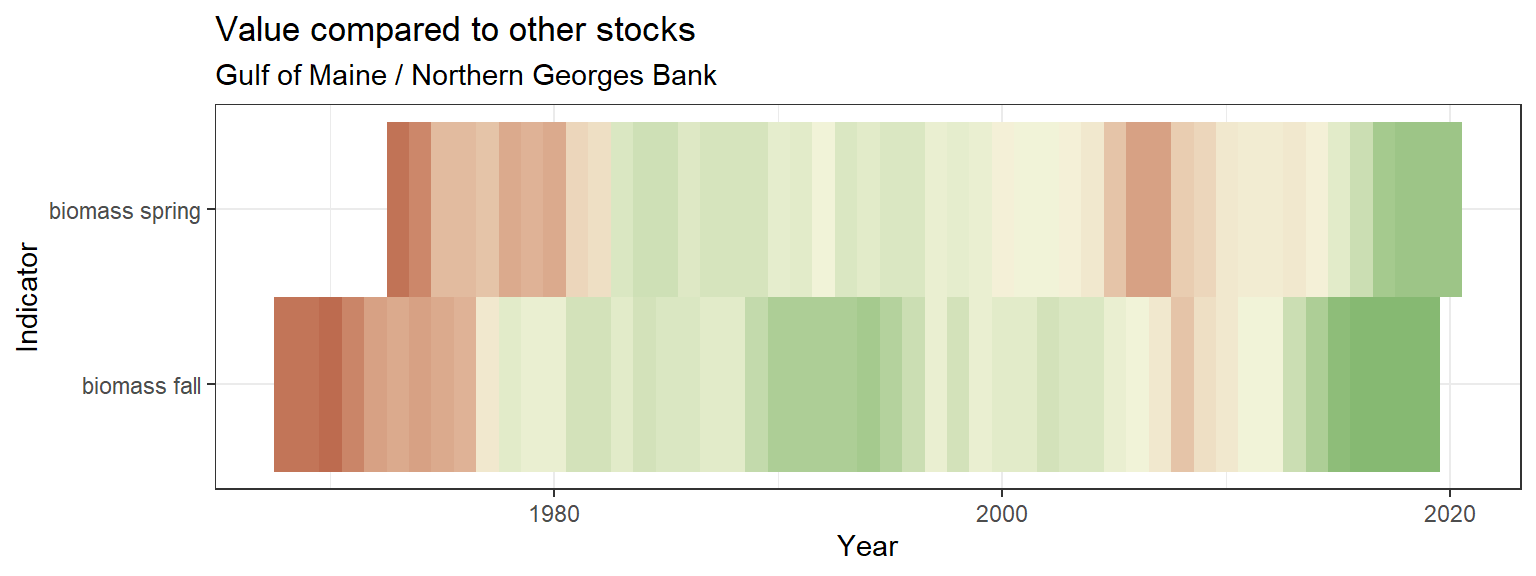 Value compared to other stocks
Gulf of Maine / Northern Georges Bank
Indicator
biomass spring
biomass fall
1980
2000
2020
Year